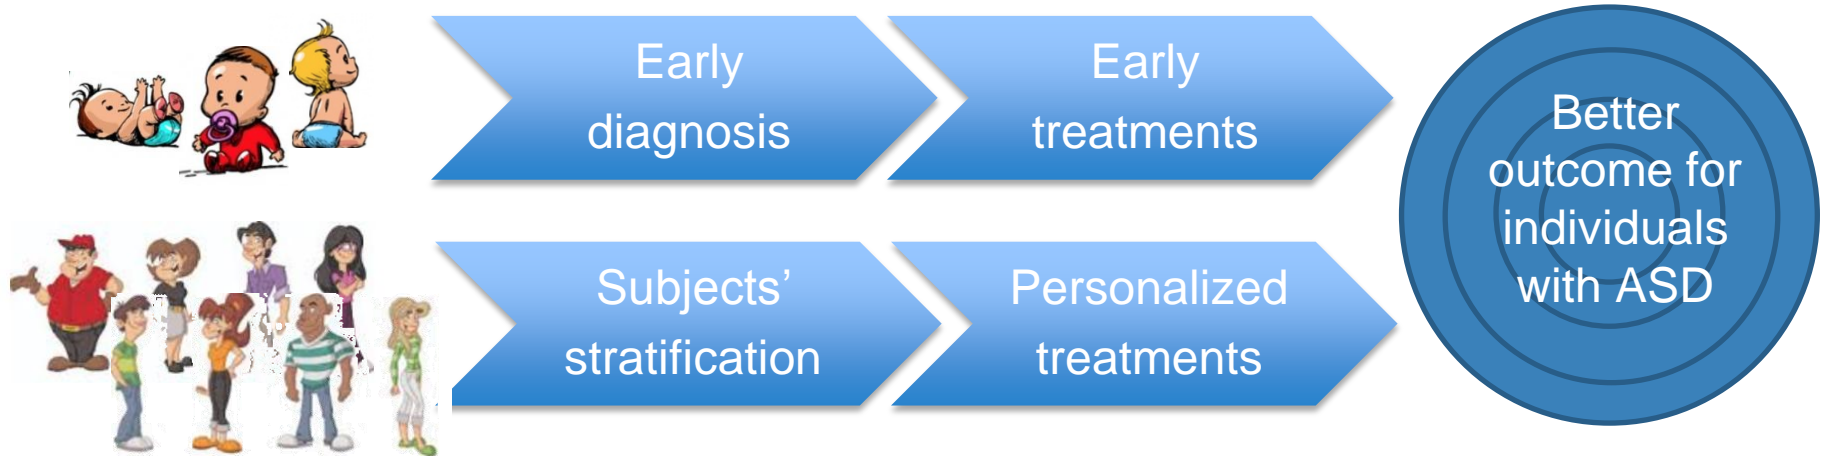 Early
diagnosis
Early
treatments
Subjects’
stratification
Personalized
treatments
Better
outcome for
individuals
with ASD